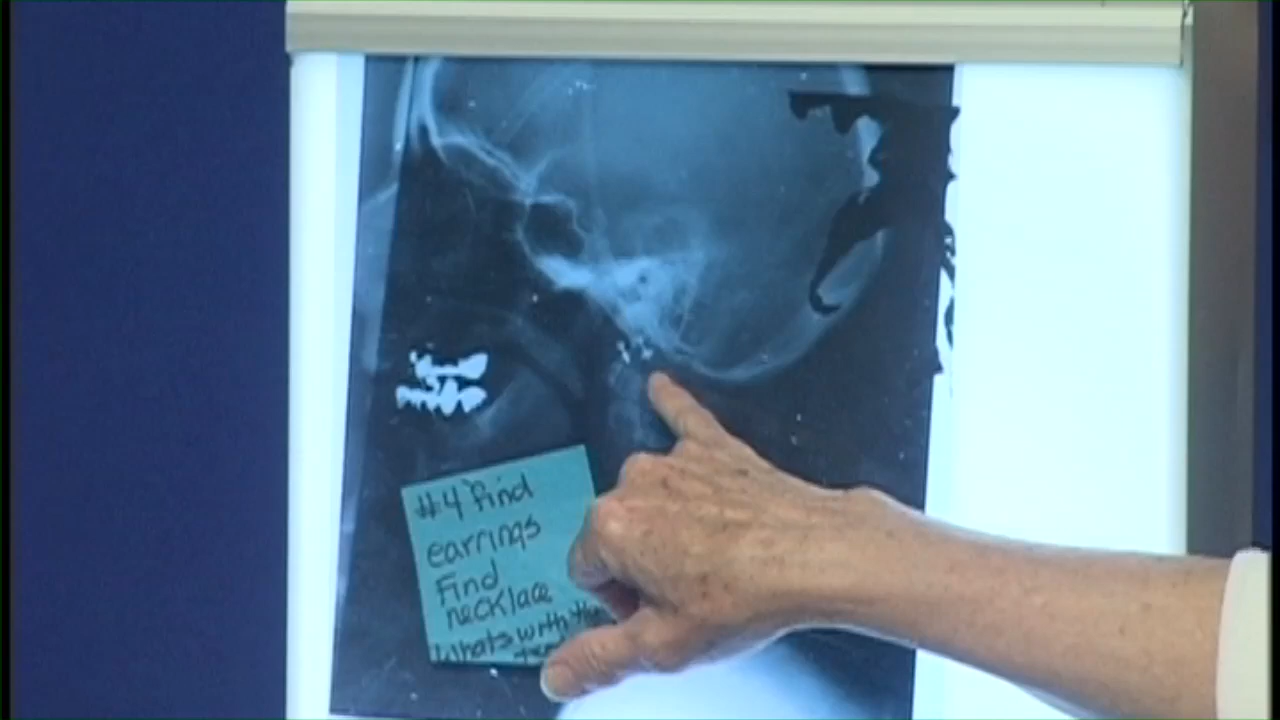 #4 Find
earrings
Find
necklace
Whats with the